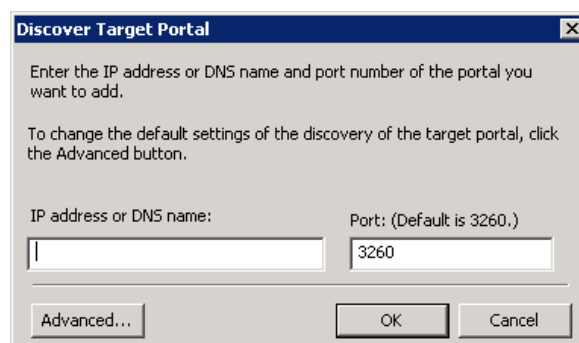 Discover Target Portal
Enter the IP address or DNS name and port number of the portal you
want to add.
To change the default settings of the discovery of the target portal, click
the Advanced button.
IP address or DNS name:
Port: (Default is 3260.)
3260
Advanced...
OK
Cancel